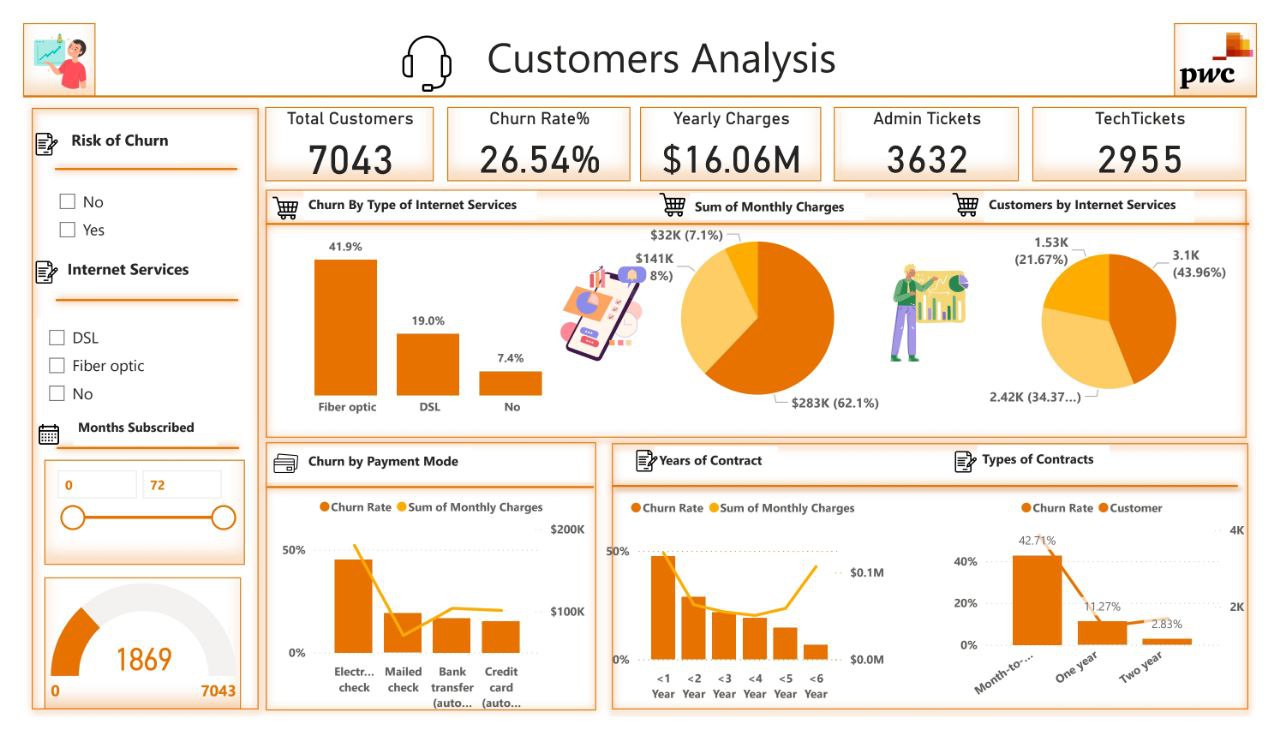 Customers Analysis
pwc
Risk of Churn
No
Yes
Internet Services
DSL
Fiber optic
No
Months Subscribed
0
72
1869
0
7043
Total Customers
7043
Churn Rate%
26.54%
Yearly Charges
$16.06M
Admin Tickets
3632
TechTickets
2955
Churn By Type of Internet Services
41.9%
19.0%
7.4%
Fiber optic
DSL
No
Sum of Monthly Charges
$32K (7.1%)
$141K
8%)
$283K (62.1%)
Customers by Internet Services
1.53K
(21.67%)
3.1K
(43.96%)
2.42K (34.37...)
Churn by Payment Mode
Churn Rate
Sum of Monthly Charges
$200K
50%
$100K
0%
Electr...
check
Mailed
check
Bank
transfer
(auto...
Credit
card
(auto...
Years of Contract
Churn Rate
Sum of Monthly Charges
50%
$0.1M
0%
$0.0M
<1
Year
<2
Year
<3
Year
<4
Year
<5
Year
<6
Year
Types of Contracts
Churn Rate
Customer
4K
42.71%
40%
2K
20%
11.27%
2.83%
0%
Month-to-...
One year
Two year